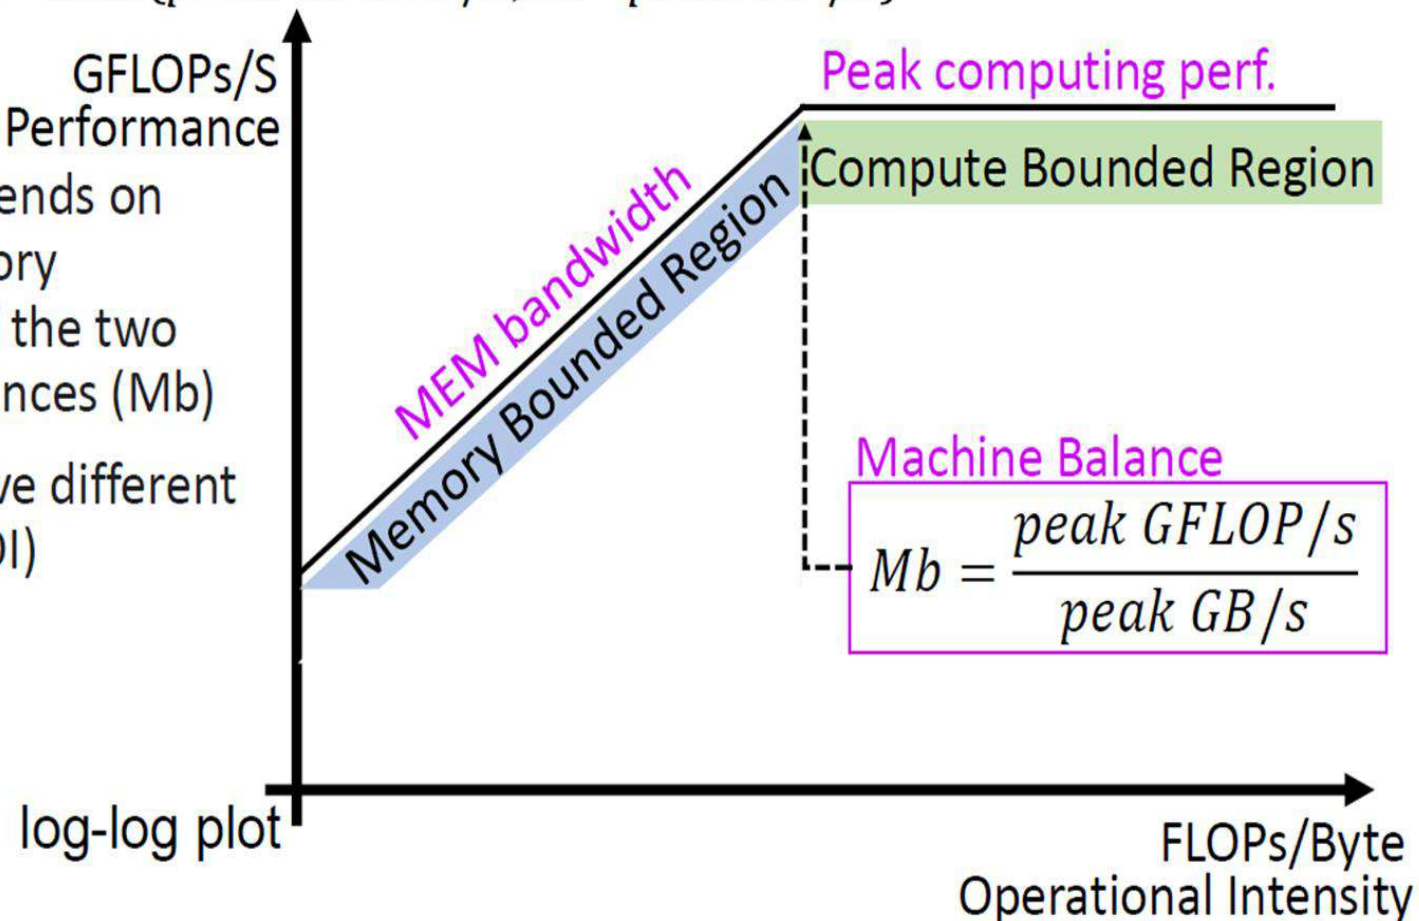 GFLOPs/S
Performance
ends on
ory
the two
nces (Mb)
ve different
OI)
Peak computing perf.
Compute Bounded Region
MEM bandwidth
Memory Bounded Region
Machine Balance
Mb = peak GFLOP/s
peak GB/s
log-log plot
FLOPs/Byte
Operational Intensity